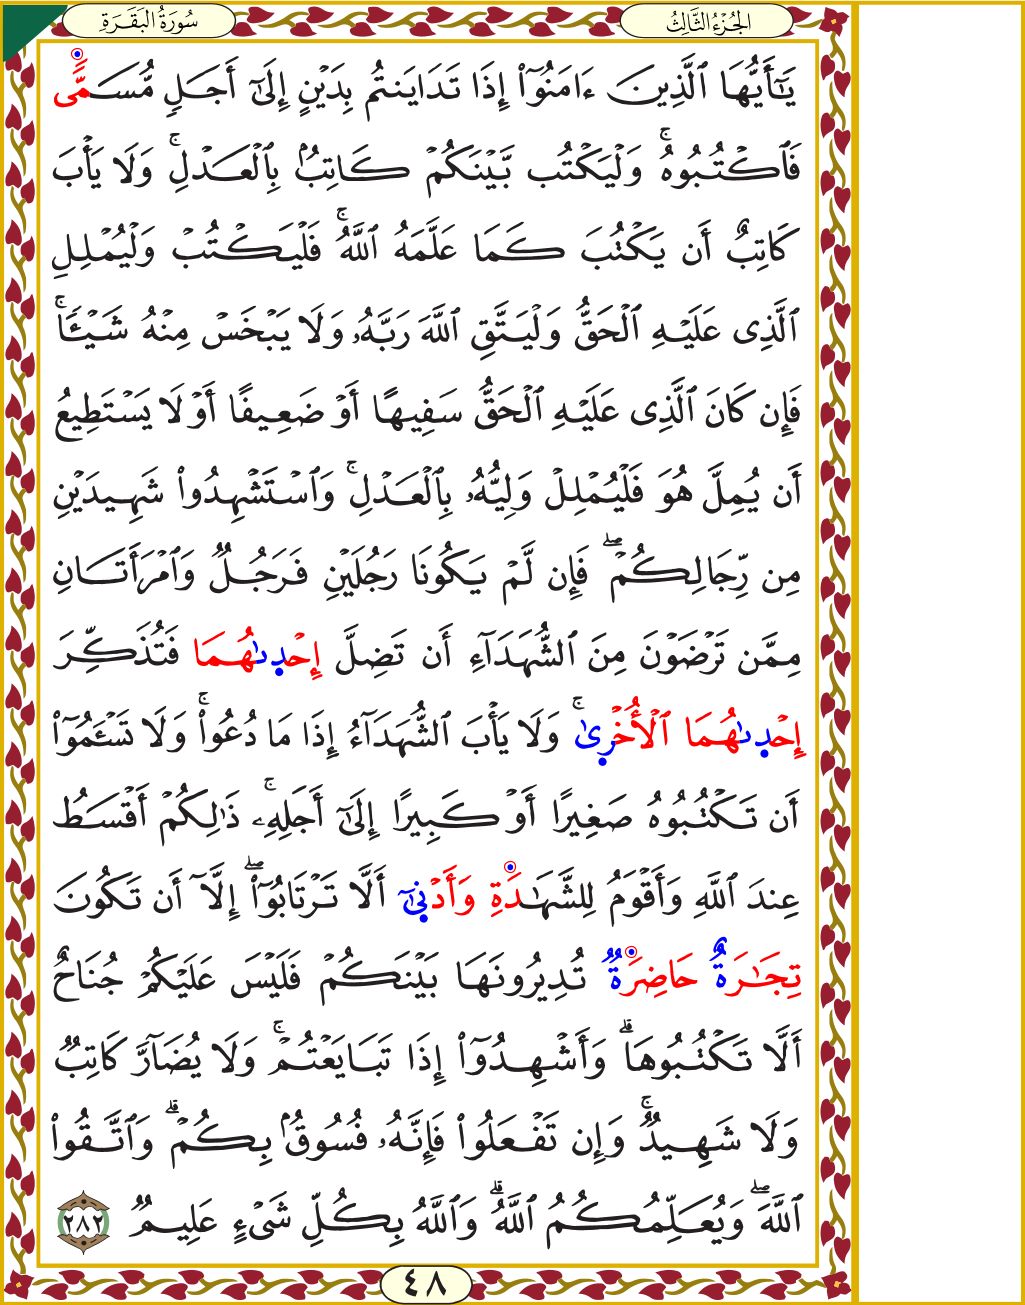 الجُزْءُ الثَّالِثُ
سُورَةُ البَقَرَةِ
يَٰٓأَيُّهَا ٱلَّذِينَ ءَامَنُوٓا۟ إِذَا تَدَايَنتُم بِدَيْنٍ إِلَىٰٓ أَجَلٍ مُّسَمًّى
فَٱكْتُبُوهُ ۚ وَلْيَكْتُب بَّيْنَكُمْ كَاتِبٌۢ بِٱلْعَدْلِ ۚ وَلَا يَأْبَ
كَاتِبٌ أَن يَكْتُبَ كَمَا عَلَّمَهُ ٱللَّهُ ۚ فَلْيَكْتُبْ وَلْيُمْلِلِ
ٱلَّذِى عَلَيْهِ ٱلْحَقُّ وَلْيَتَّقِ ٱللَّهَ رَبَّهُۥ وَلَا يَبْخَسْ مِنْهُ شَيْـًٔا ۚ
فَإِن كَانَ ٱلَّذِى عَلَيْهِ ٱلْحَقُّ سَفِيهًا أَوْ ضَعِيفًا أَوْ لَا يَسْتَطِيعُ
أَن يُمِلَّ هُوَ فَلْيُمْلِلْ وَلِيُّهُۥ بِٱلْعَدْلِ ۚ وَٱسْتَشْهِدُوا۟ شَهِيدَيْنِ
مِن رِّجَالِكُمْ ۖ فَإِن لَّمْ يَكُونَا رَجُلَيْنِ فَرَجُلٌ وَٱمْرَأَتَانِ
مِمَّن تَرْضَوْنَ مِنَ ٱلشُّهَدَآءِ أَن تَضِلَّ إِحْدِىٰهُمَا فَتُذَكِّرَ
إِحْدِىٰهُمَا ٱلْأُخْرِىٰ ۚ وَلَا يَأْبَ ٱلشُّهَدَآءُ إِذَا مَا دُعُوا۟ ۚ وَلَا تَسْـَٔمُوٓا۟
أَن تَكْتُبُوهُ صَغِيرًا أَوْ كَبِيرًا إِلَىٰٓ أَجَلِهِۦ ۚ ذَٰلِكُمْ أَقْسَطُ
عِندَ ٱللَّهِ وَأَقْوَمُ لِلشَّهَٰدَةِ وَأَدْنِىٰٓ أَلَّا تَرْتَابُوٓا۟ ۖ إِلَّآ أَن تَكُونَ
تِجَٰرَةٌ حَاضِرَةٌ تُدِيرُونَهَا بَيْنَكُمْ فَلَيْسَ عَلَيْكُمْ جُنَاحٌ
أَلَّا تَكْتُبُوهَا ۗ وَأَشْهِدُوٓا۟ إِذَا تَبَايَعْتُمْ ۚ وَلَا يُضَآرَّ كَاتِبٌ
وَلَا شَهِيدٌ ۚ وَإِن تَفْعَلُوا۟ فَإِنَّهُۥ فُسُوقٌۢ بِكُمْ ۗ وَٱتَّقُوا۟
ٱللَّهَ ۖ وَيُعَلِّمُكُمُ ٱللَّهُ ۗ وَٱللَّهُ بِكُلِّ شَىْءٍ عَلِيمٌ ٢٨٢
٤٨